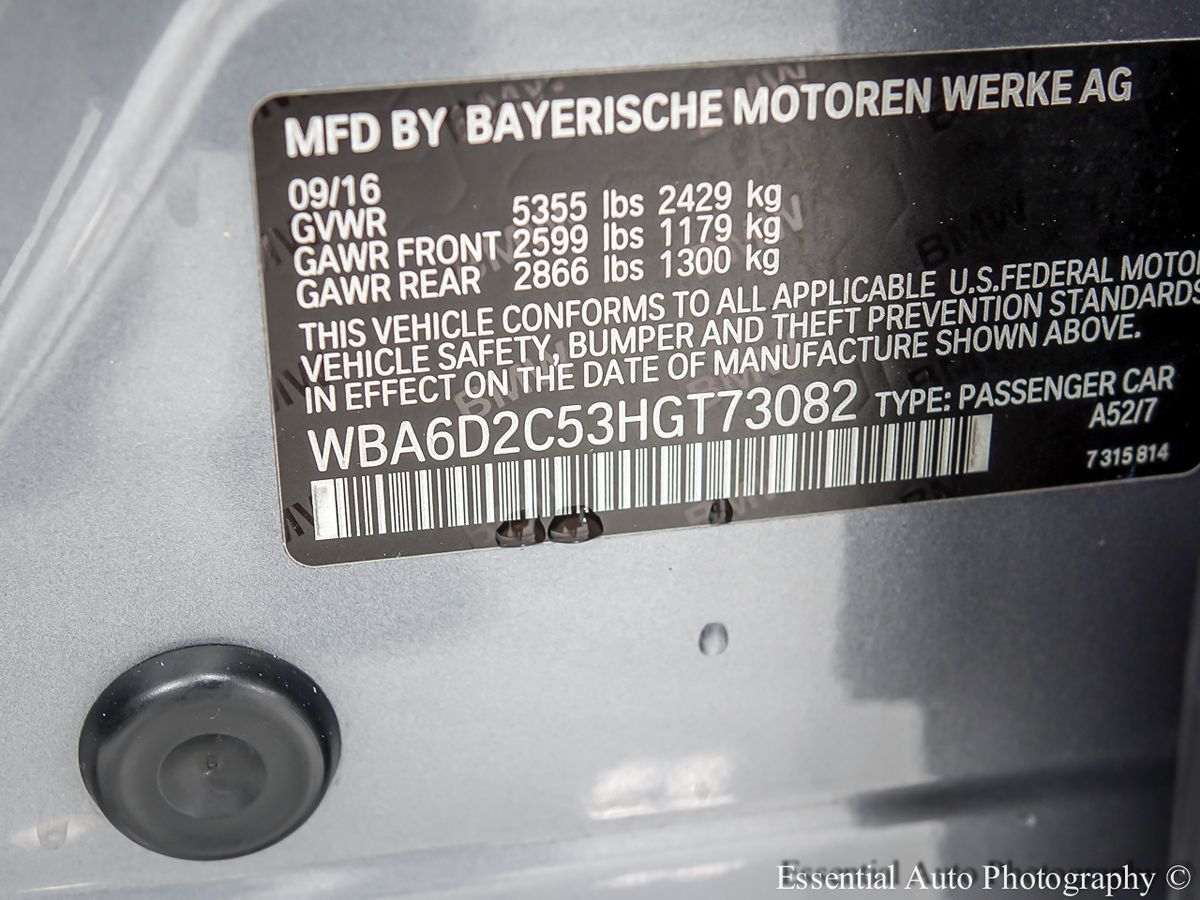 MFD BY BAYERISCHE MOTOREN WERKE AG
09/16
GVWR 5355 lbs 2429 kg
GAWR FRONT 2599 lbs 1179 kg
GAWR REAR 2866 lbs 1300 kg
THIS VEHICLE CONFORMS TO ALL APPLICABLE U.S.FEDERAL MOTO
VEHICLE SAFETY, BUMPER AND THEFT PREVENTION STANDARDS
IN EFFECT ON THE DATE OF MANUFACTURE SHOWN ABOVE.
WBA6D2C53HGT73082 TYPE: PASSENGER CAR
A52/7
7 315 814
Essential Auto Photography ©